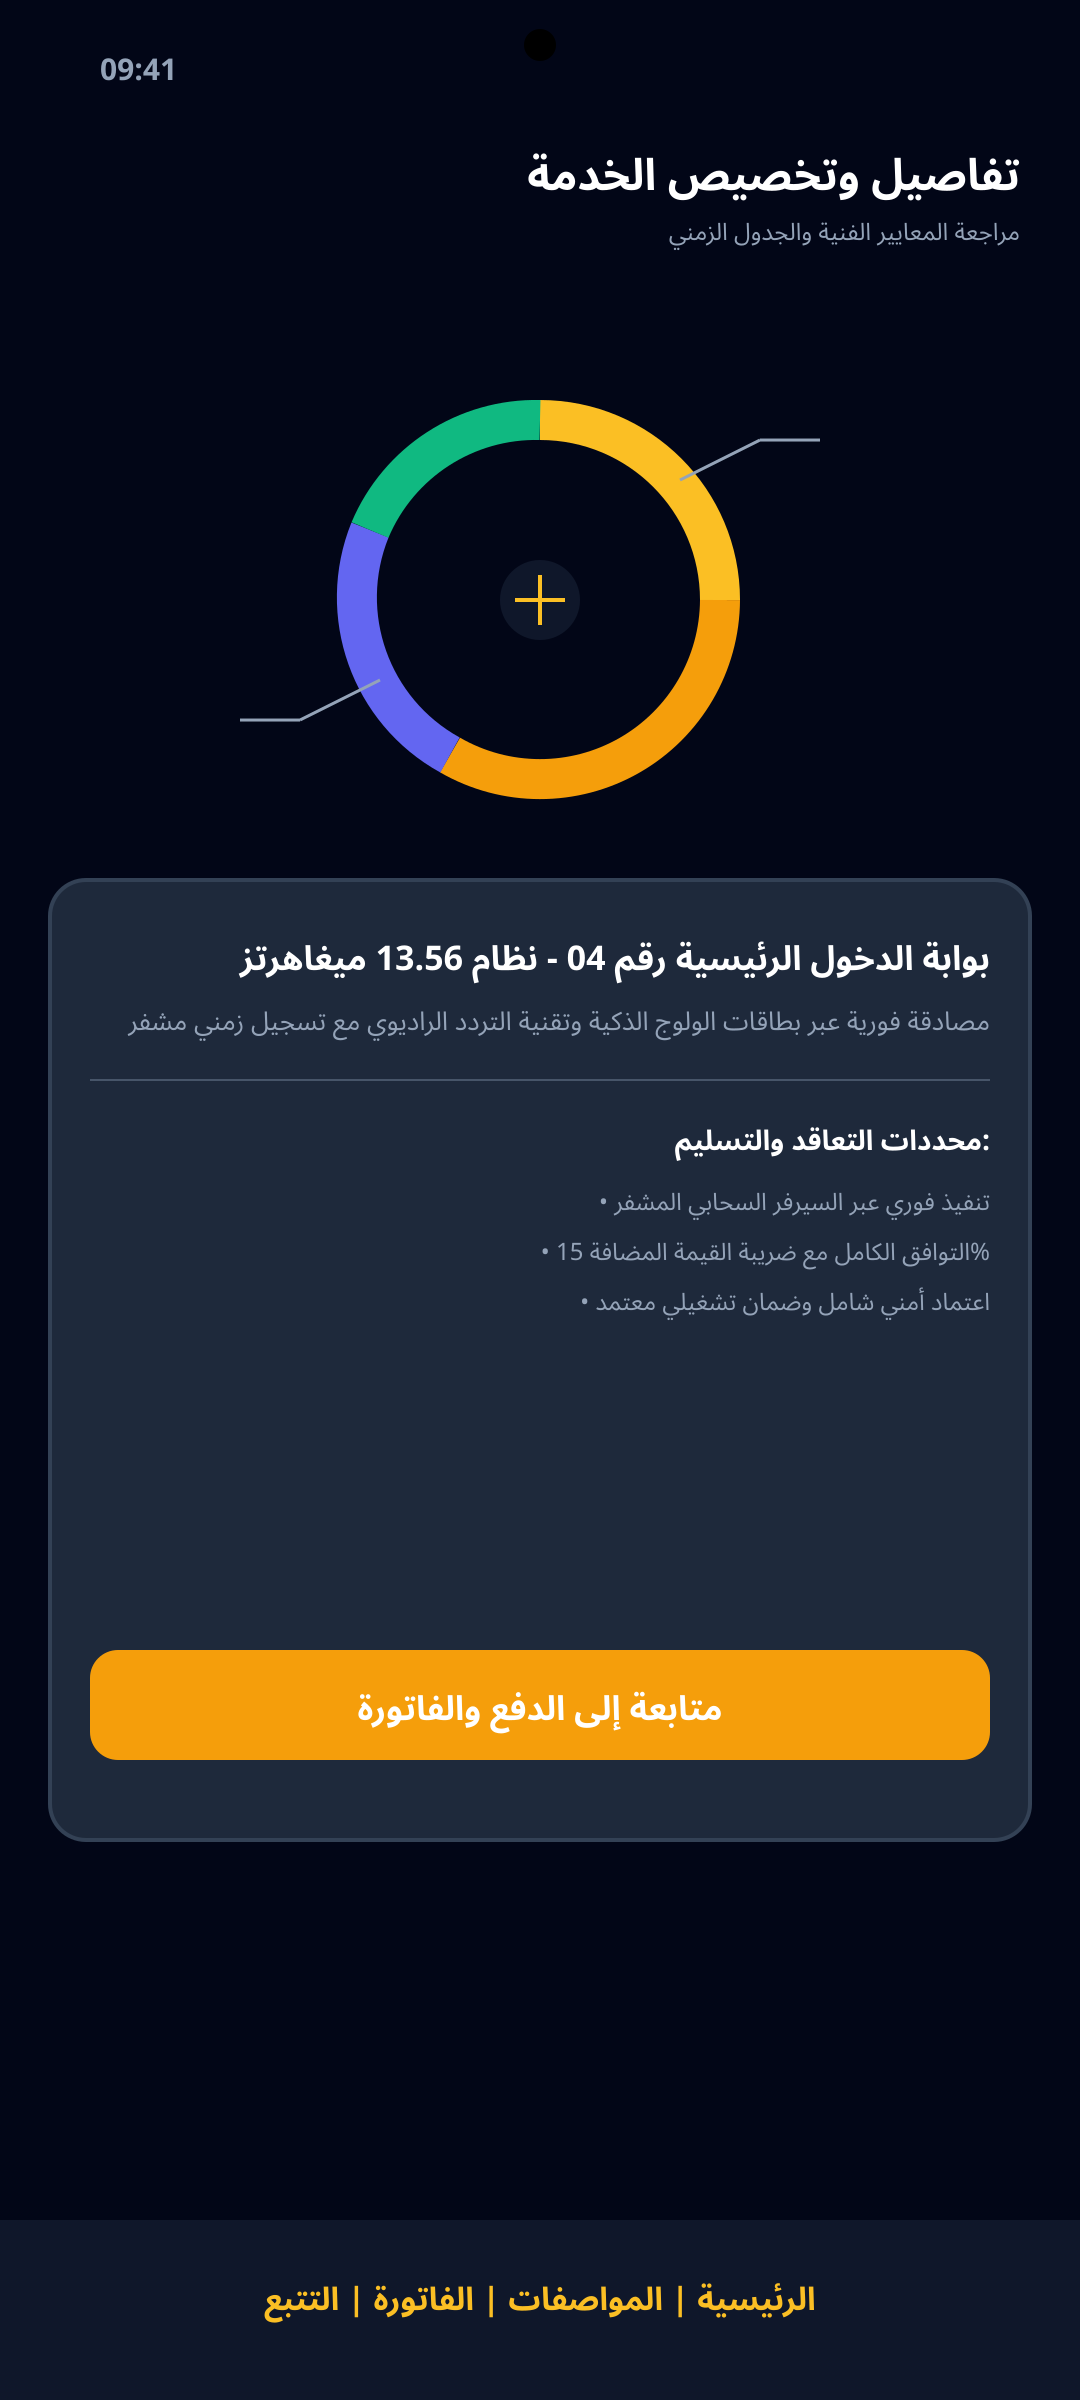 09:41
تفاصيل وتخصيص الخدمة
مراجعة المعايير الفنية والجدول الزمني
بوابة الدخول الرئيسية رقم 04 - نظام 13.56 ميغاهرتز
مصادقة فورية عبر بطاقات الولوج الذكية وتقنية التردد الراديوي مع تسجيل زمني مشفر
:محددات التعاقد والتسليم
تنفيذ فوري عبر السيرفر السحابي المشفر •
%التوافق الكامل مع ضريبة القيمة المضافة 15 •
اعتماد أمني شامل وضمان تشغيلي معتمد •
متابعة إلى الدفع والفاتورة
الرئيسية | المواصفات | الفاتورة | التتبع